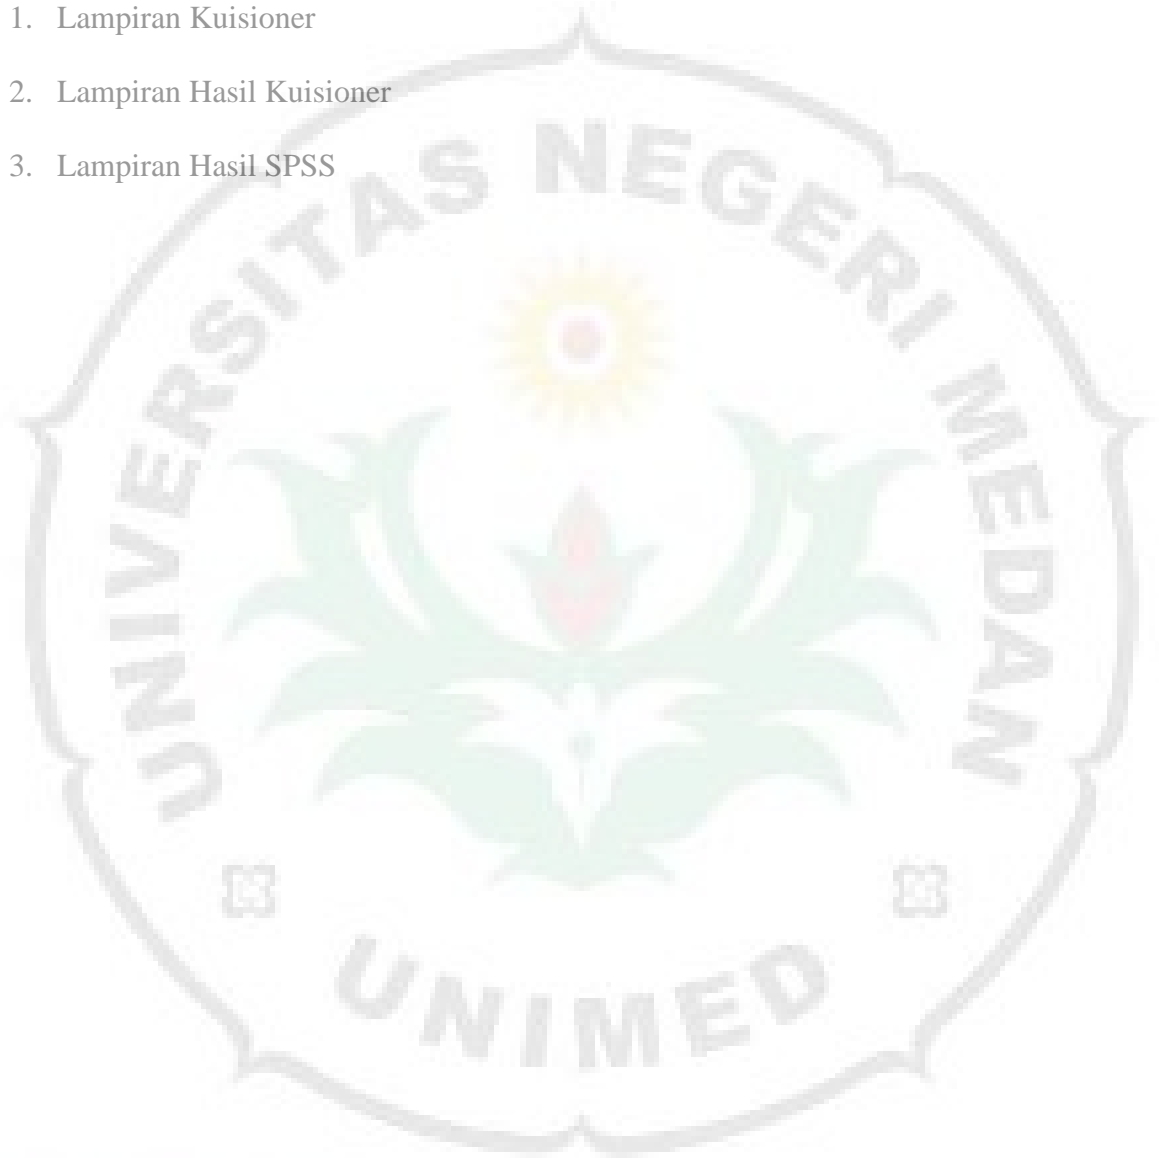 1. Lampiran Kuisioner
2. Lampiran Hasil Kuisioner
3. Lampiran Hasil SPSS
UNIVERSITAS NEGERI MEDAN
UNIMED